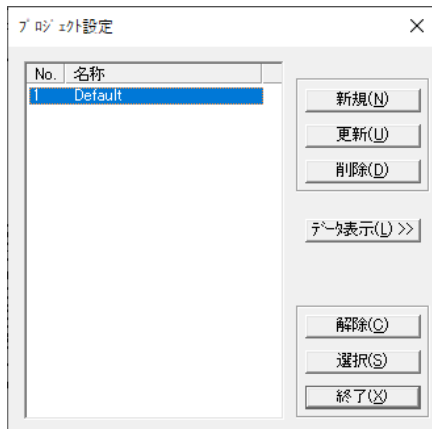 ﾌﾟﾛｼﾞｪｸﾄ設定
No. 名称
1 Default
新規(N)
更新(U)
削除(D)
ﾃﾞｰﾀ表示(L) >>
解除(C)
選択(S)
終了(X)